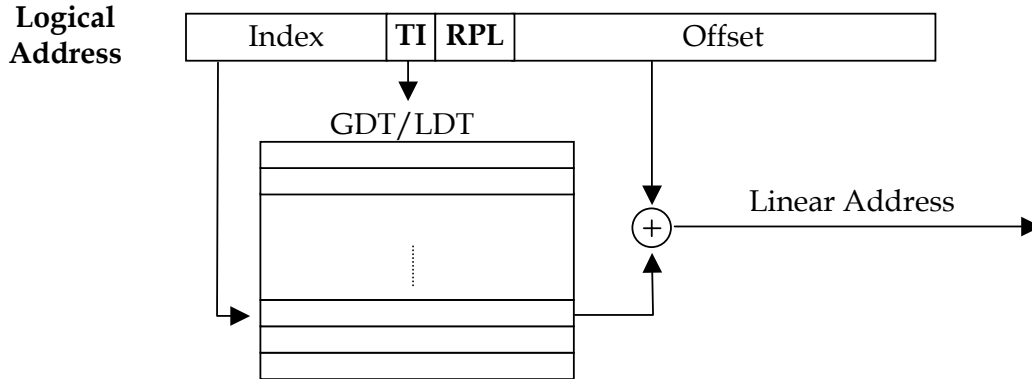 Logical
Address
Index TI RPL Offset
GDT/LDT
+
Linear Address